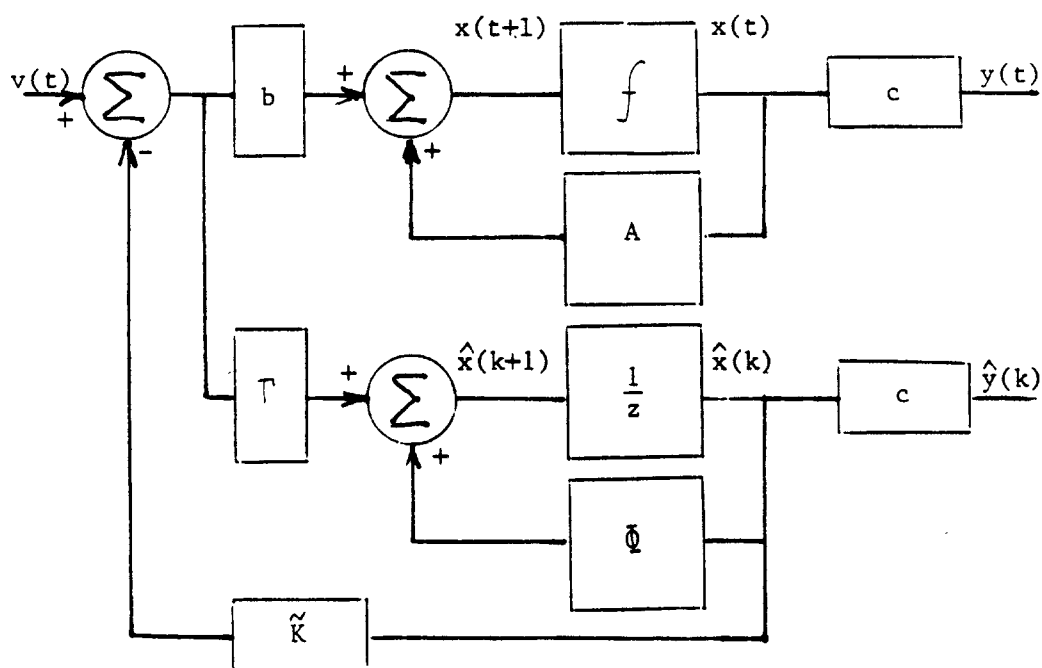 x(t+1) x(t)
v(t) + Σ b + Σ ∫ c y(t)
- +
A
x̂(k+1) x̂(k)
Γ + Σ 1/z c ŷ(k)
+
Φ
K̃